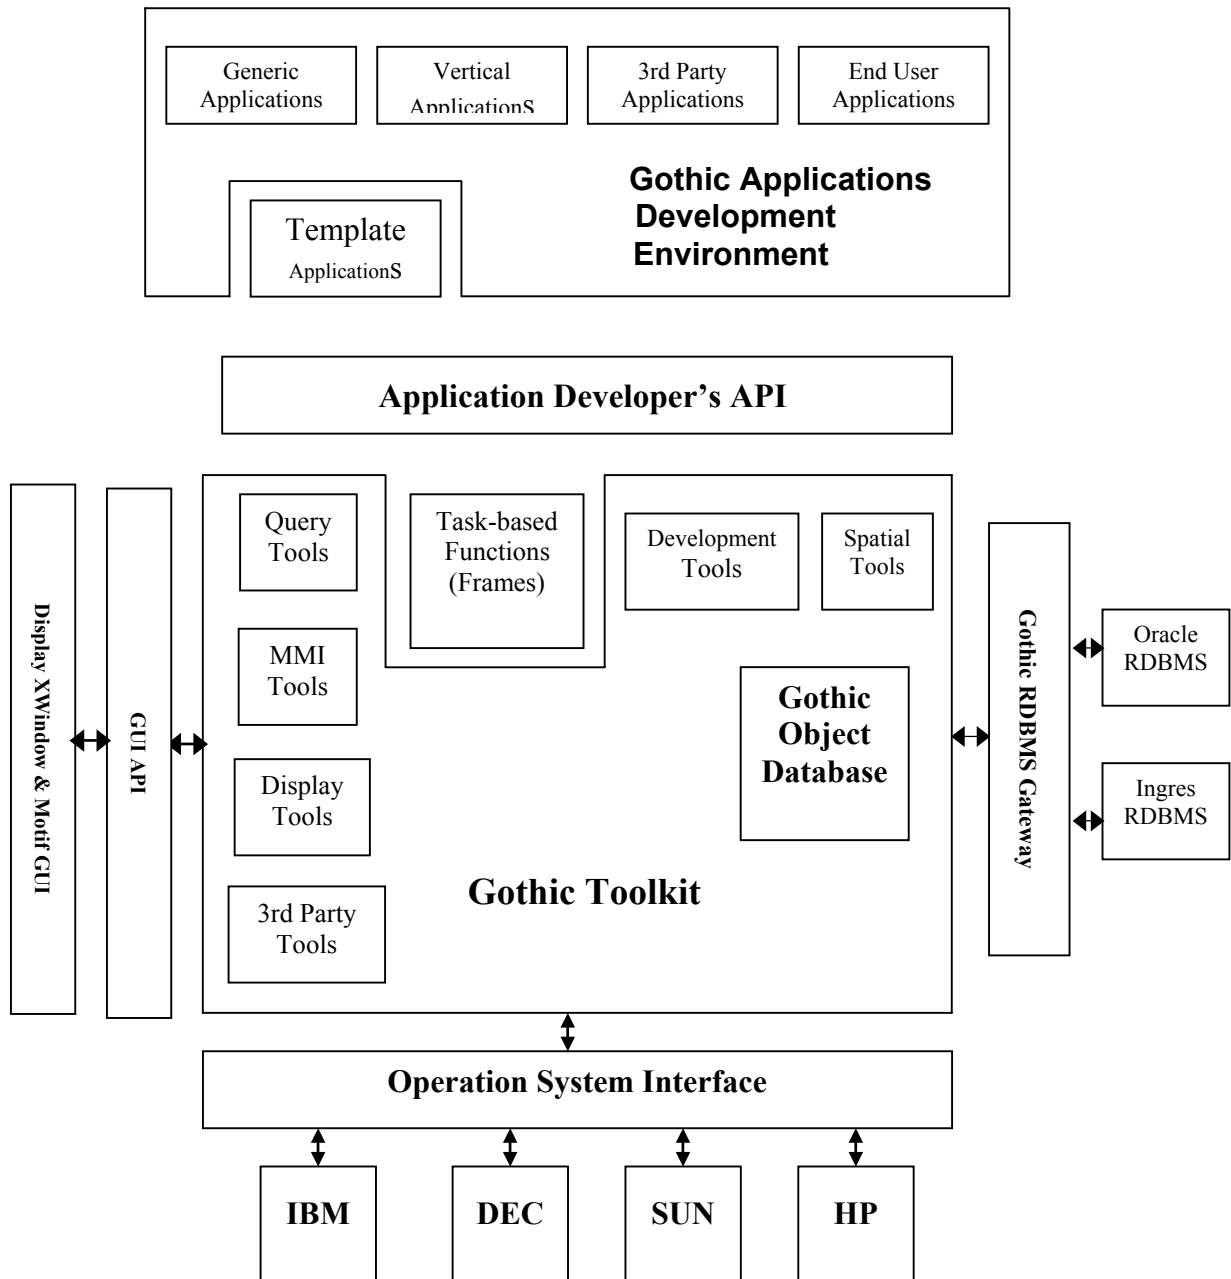 Generic
Applications
Vertical
ApplicationS
3rd Party
Applications
End User
Applications
Gothic Applications
Development
Environment
Template
ApplicationS
Application Developer’s API
Display XWindow & Motif GUI
GUI API
Query
Tools
Task-based
Functions
(Frames)
Development
Tools
Spatial
Tools
MMI
Tools
Gothic
Object
Database
Display
Tools
Gothic Toolkit
3rd Party
Tools
Gothic RDBMS Gateway
Oracle
RDBMS
Ingres
RDBMS
Operation System Interface
IBM
DEC
SUN
HP